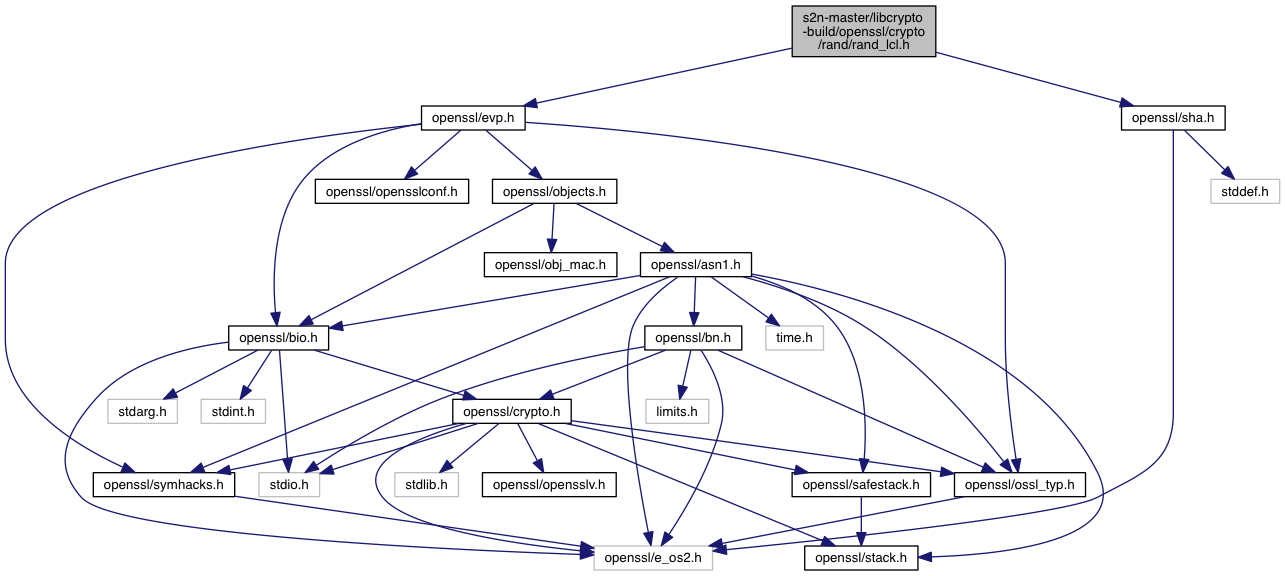 s2n-master/libcrypto
-build/openssl/crypto
/rand/rand_lcl.h
openssl/evp.h
openssl/sha.h
openssl/opensslconf.h
openssl/objects.h
stddef.h
openssl/obj_mac.h
openssl/asn1.h
openssl/bio.h
openssl/bn.h
time.h
stdarg.h
stdint.h
openssl/crypto.h
limits.h
openssl/symhacks.h
stdio.h
stdlib.h
openssl/opensslv.h
openssl/safestack.h
openssl/ossl_typ.h
openssl/e_os2.h
openssl/stack.h